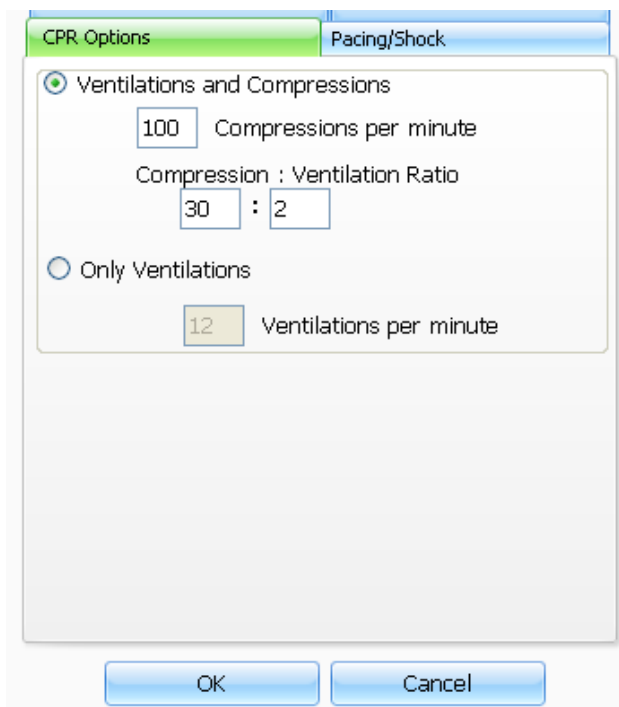 CPR Options Pacing/Shock
Ventilations and Compressions
100 Compressions per minute
Compression : Ventilation Ratio
30 : 2
Only Ventilations
12 Ventilations per minute
OK Cancel